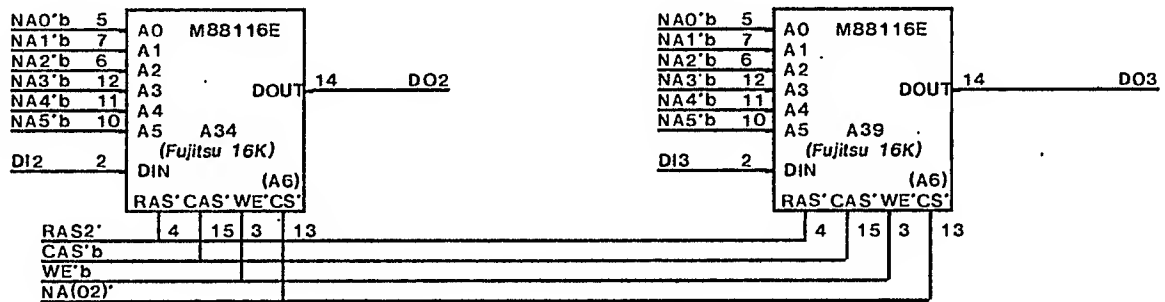 NA0'b 5 A0 M88116E
NA1'b 7 A1
NA2'b 6 A2
NA3'b 12 A3 DOUT 14 DO2
NA4'b 11 A4
NA5'b 10 A5 A34
(Fujitsu 16K)
DI2 2 DIN
(A6)
RAS' CAS' WE' CS'
4 15 3 13
NA0'b 5 A0 M88116E
NA1'b 7 A1
NA2'b 6 A2
NA3'b 12 A3 DOUT 14 DO3
NA4'b 11 A4
NA5'b 10 A5 A39
(Fujitsu 16K)
DI3 2 DIN
(A6)
RAS' CAS' WE' CS'
4 15 3 13
RAS2'
CAS'b
WE'b
NA(02)'